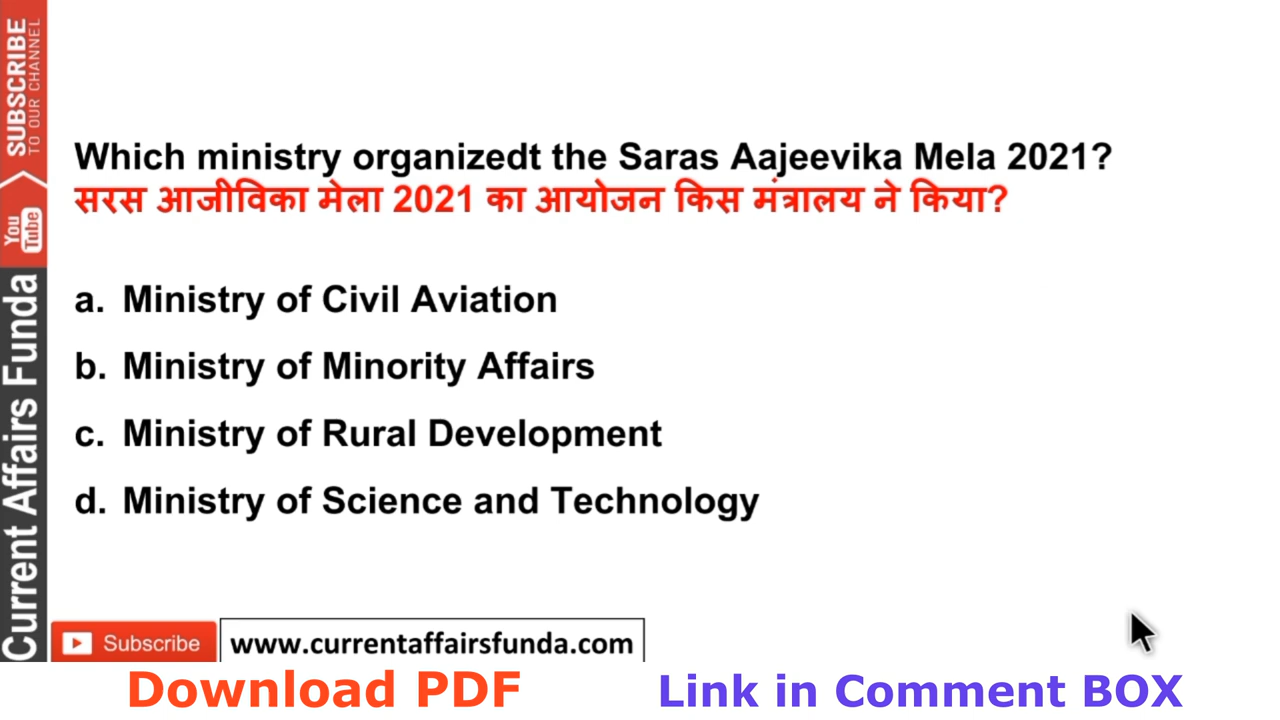 SUBSCRIBE
TO OUR CHANNEL
You
Tube
Current Affairs Funda
Which ministry organizedt the Saras Aajeevika Mela 2021?
सरस आजीविका मेला 2021 का आयोजन किस मंत्रालय ने किया?
a. Ministry of Civil Aviation
b. Ministry of Minority Affairs
c. Ministry of Rural Development
d. Ministry of Science and Technology
Subscribe
www.currentaffairsfunda.com
Download PDF
Link in Comment BOX